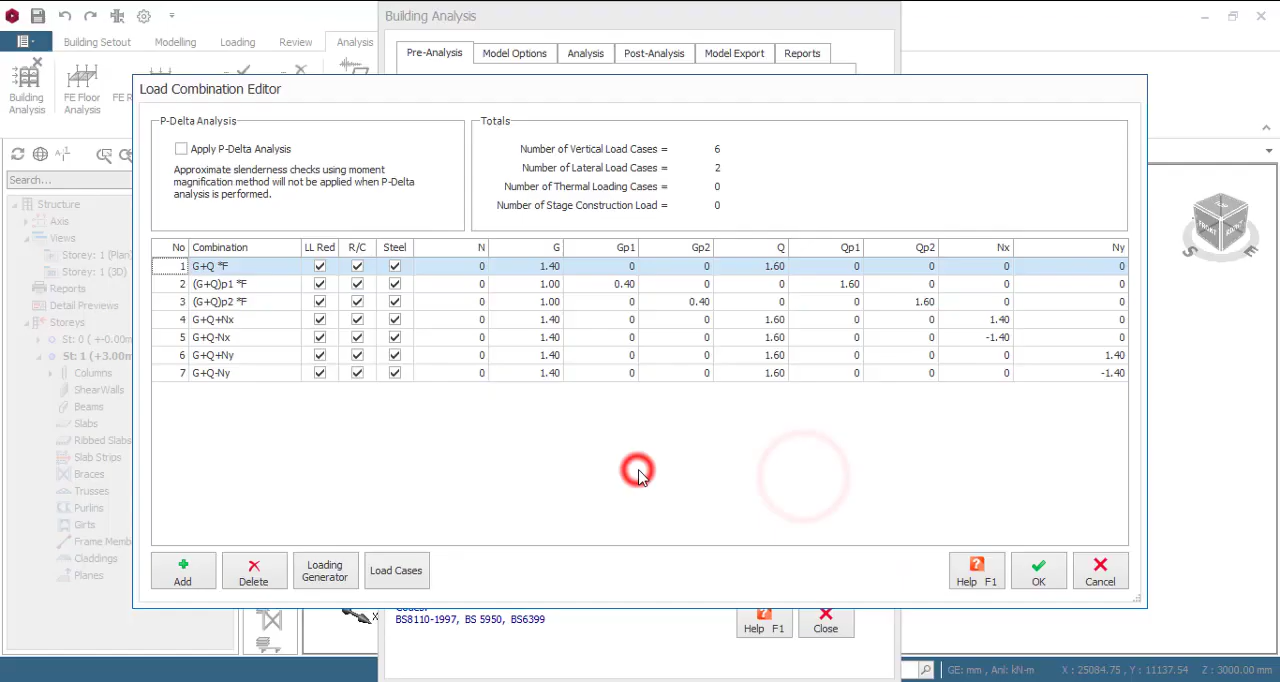 Building Analysis
Building Setout Modelling Loading Review Analysis
Pre-Analysis Model Options Analysis Post-Analysis Model Export Reports
Building Analysis
FE Floor Analysis
FE R
Search...
Structure
Axis
Views
Storey: 1 (Plan)
Storey: 1 (3D)
Reports
Detail Previews
Storeys
St: 0 ( +-0.00m
St: 1 (+3.00m
Columns
ShearWalls
Beams
Slabs
Ribbed Slabs
Slab Strips
Braces
Trusses
Purlins
Girts
Frame Memb
Claddings
Planes
Load Combination Editor
P-Delta Analysis
Apply P-Delta Analysis
Approximate slenderness checks using moment
magnification method will not be applied when P-Delta
analysis is performed.
Totals
Number of Vertical Load Cases = 6
Number of Lateral Load Cases = 2
Number of Thermal Loading Cases = 0
Number of Stage Construction Load = 0
No Combination LL Red R/C Steel N G Gp1 Gp2 Q Qp1 Qp2 Nx Ny
1 G+Q *F 0 1.40 0 0 1.60 0 0 0 0
2 (G+Q)p1 *F 0 1.00 0.40 0 0 1.60 0 0 0
3 (G+Q)p2 *F 0 1.00 0 0.40 0 0 1.60 0 0
4 G+Q+Nx 0 1.40 0 0 1.60 0 0 1.40 0
5 G+Q-Nx 0 1.40 0 0 1.60 0 0 -1.40 0
6 G+Q+Ny 0 1.40 0 0 1.60 0 0 0 1.40
7 G+Q-Ny 0 1.40 0 0 1.60 0 0 0 -1.40
Add
Delete
Loading Generator
Load Cases
Help F1
OK
Cancel
BS8110-1997, BS 5950, BS6399
Help F1
Close
X
FRONT
S
E
GE: mm , Ani: kN-m X : 25084.75 , Y : 11137.54 Z : 3000.00 mm